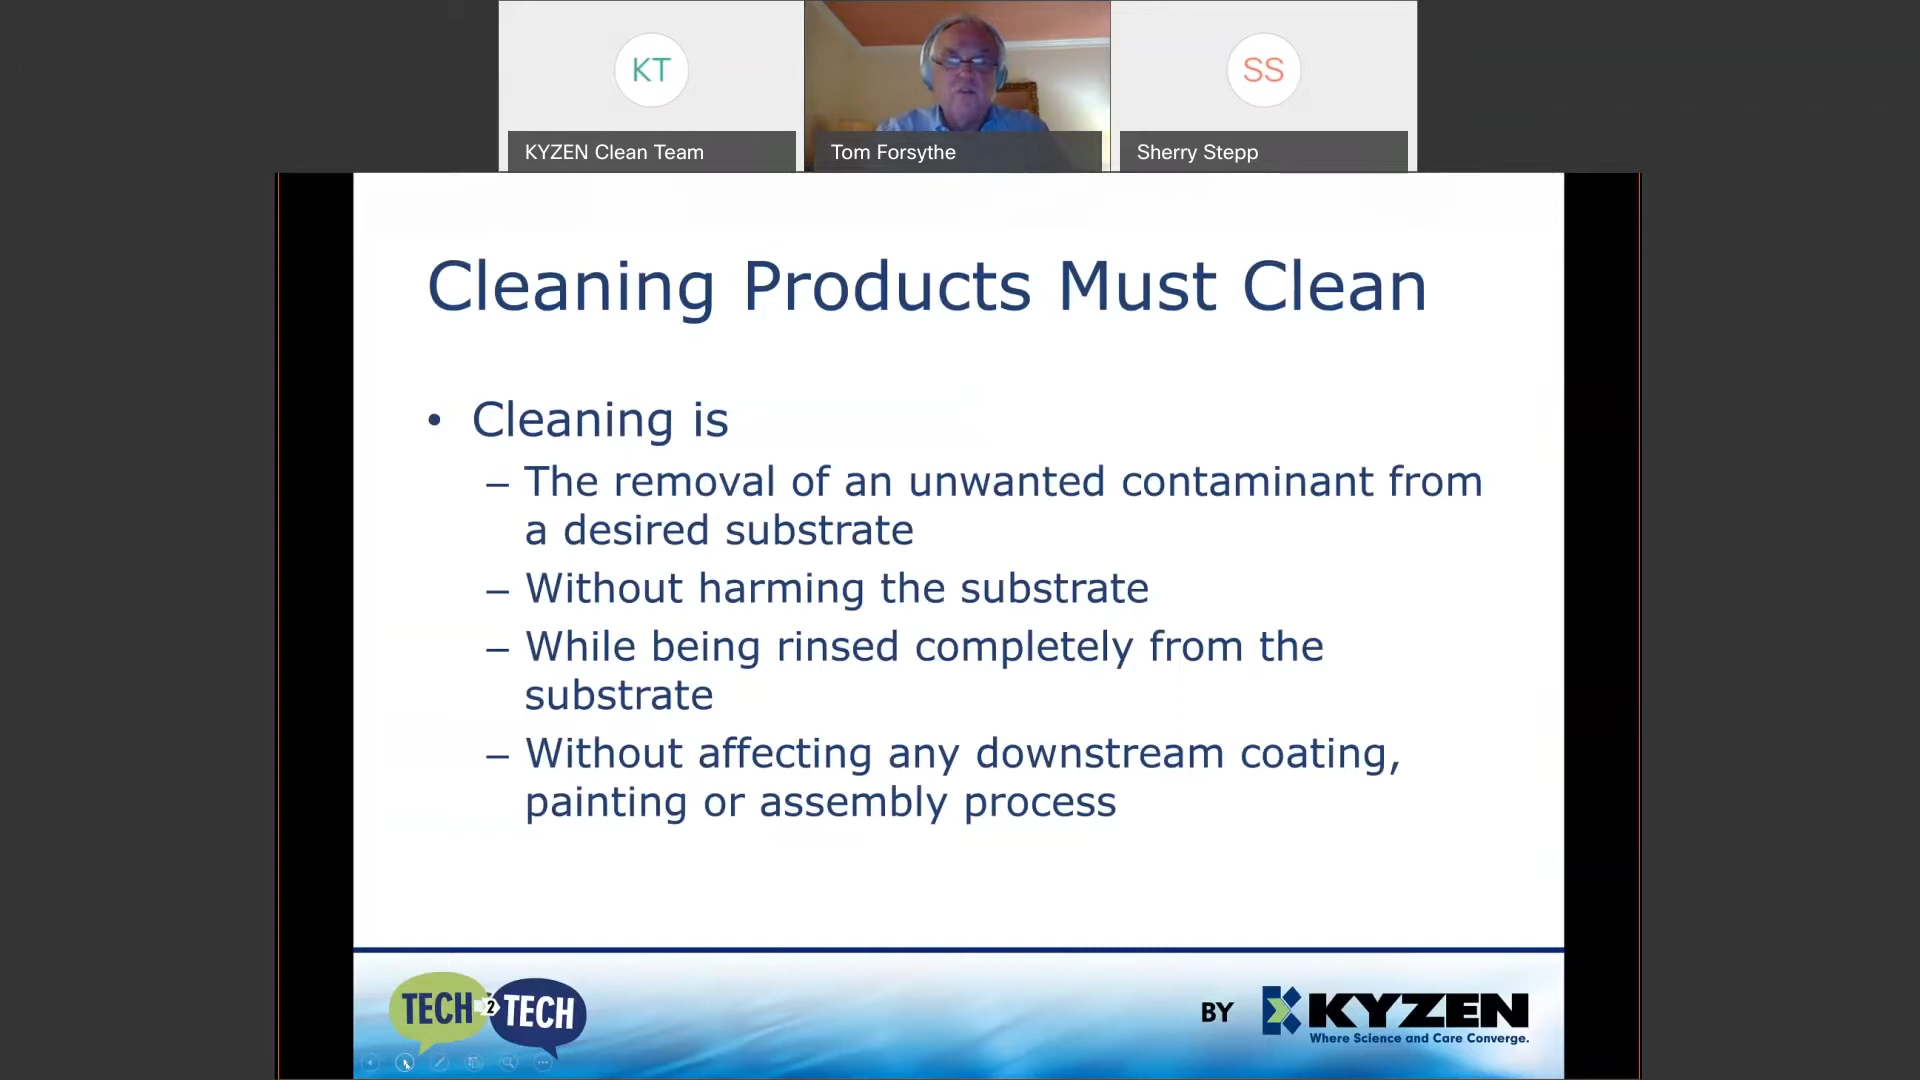 KT
SS
KYZEN Clean Team
Tom Forsythe
Sherry Stepp
Cleaning Products Must Clean
• Cleaning is
– The removal of an unwanted contaminant from
a desired substrate
– Without harming the substrate
– While being rinsed completely from the
substrate
– Without affecting any downstream coating,
painting or assembly process
TECH 2 TECH
BY KYZEN
Where Science and Care Converge.